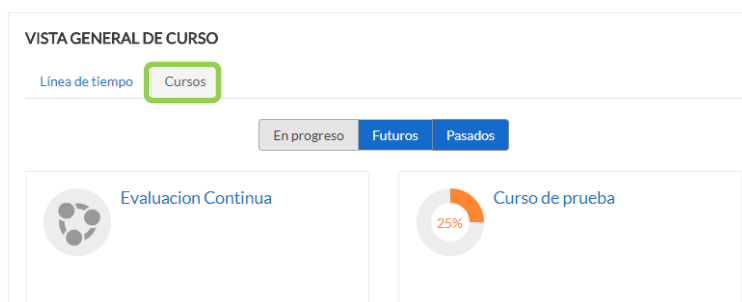 VISTA GENERAL DE CURSO
Línea de tiempo Cursos
En progreso Futuros Pasados
Evaluacion Continua Curso de prueba
25%